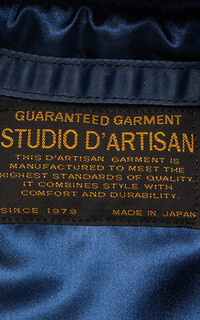 GUARANTEED GARMENT
STUDIO D'ARTISAN
THIS D'ARTISAN GARMENT IS
MANUFACTURED TO MEET THE
HIGHEST STANDARDS OF QUALITY.
IT COMBINES STYLE WITH
COMFORT AND DURABILITY.
SINCE 1979 MADE IN JAPAN